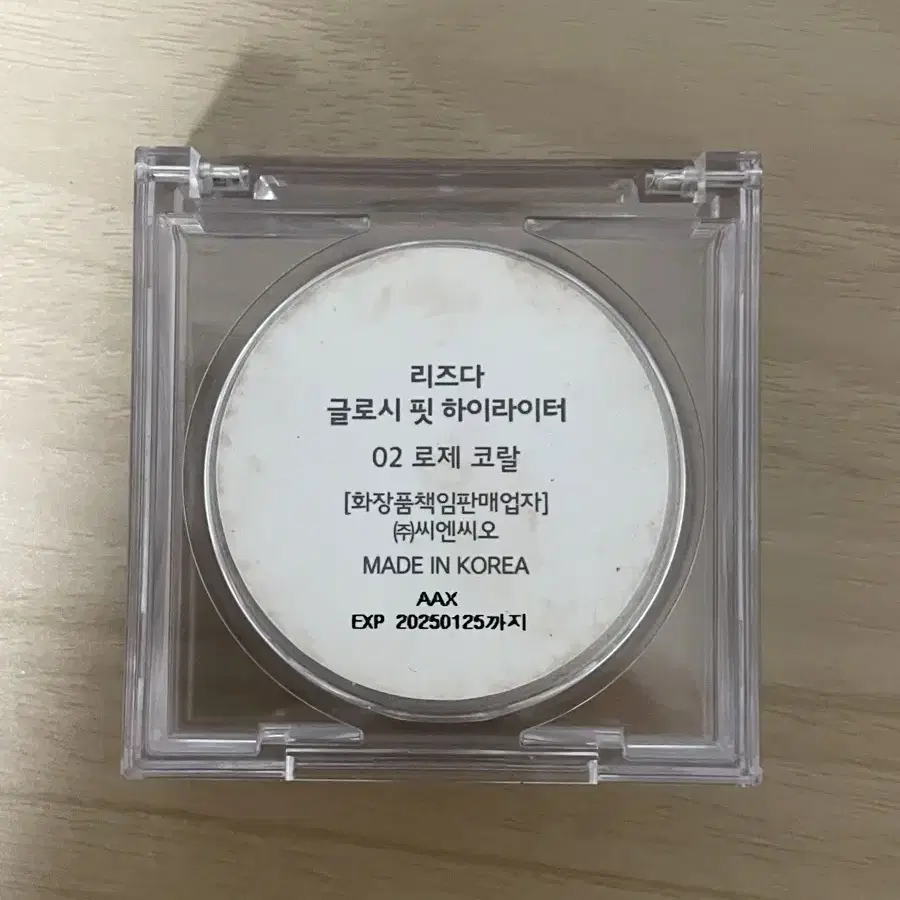 리즈다
글로시 핏 하이라이터
02 로제 코랄
[화장품책임판매업자]
㈜씨엔씨오
MADE IN KOREA
AAX
EXP 20250125까지